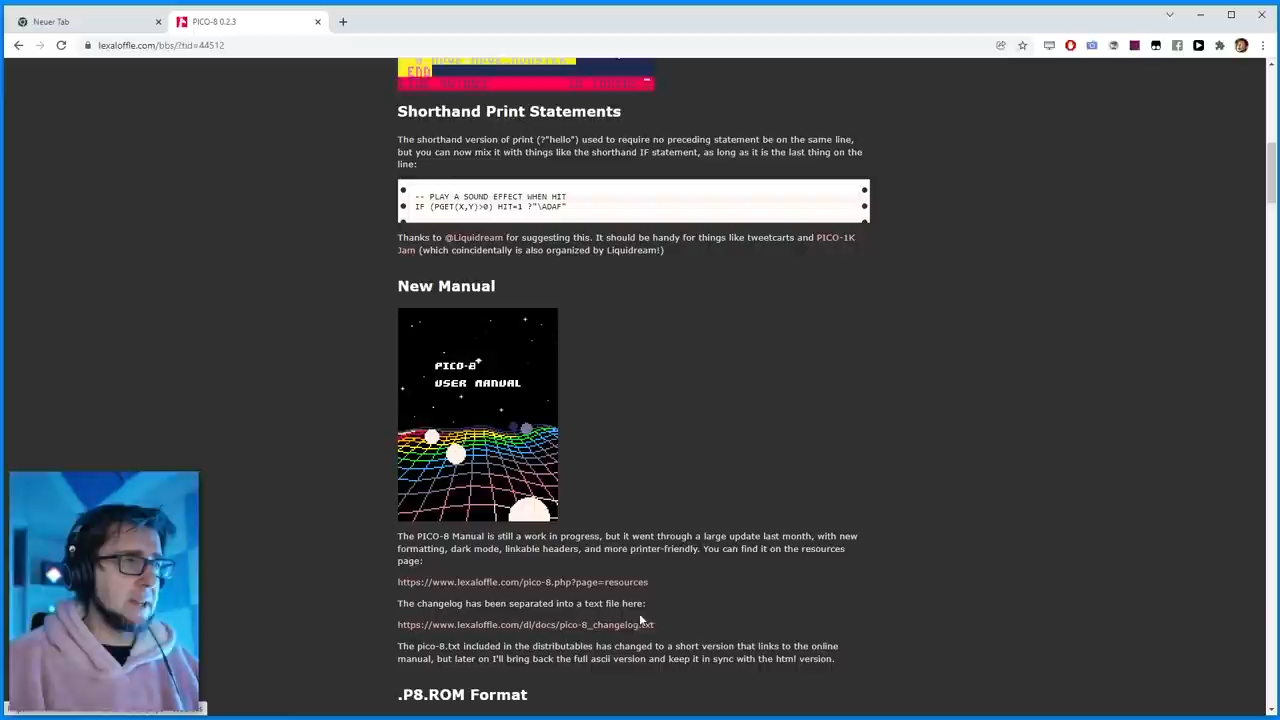 Neuer Tab
PICO-8 0.2.3
lexaloffle.com/bbs/?tid=44512
END
Shorthand Print Statements
The shorthand version of print (?"hello") used to require no preceding statement be on the same line,
but you can now mix it with things like the shorthand IF statement, as long as it is the last thing on the
line:
-- PLAY A SOUND EFFECT WHEN HIT
IF (PGET(X,Y)>0) HIT=1 ?"\ADAF"
Thanks to @Liquidream for suggesting this. It should be handy for things like tweetcarts and PICO-1K
Jam (which coincidentally is also organized by Liquidream!)
New Manual
PICO-8
USER MANUAL
The PICO-8 Manual is still a work in progress, but it went through a large update last month, with new
formatting, dark mode, linkable headers, and more printer-friendly. You can find it on the resources
page:
https://www.lexaloffle.com/pico-8.php?page=resources
The changelog has been separated into a text file here:
https://www.lexaloffle.com/dl/docs/pico-8_changelog.txt
The pico-8.txt included in the distributables has changed to a short version that links to the online
manual, but later on I'll bring back the full ascii version and keep it in sync with the html version.
.P8.ROM Format